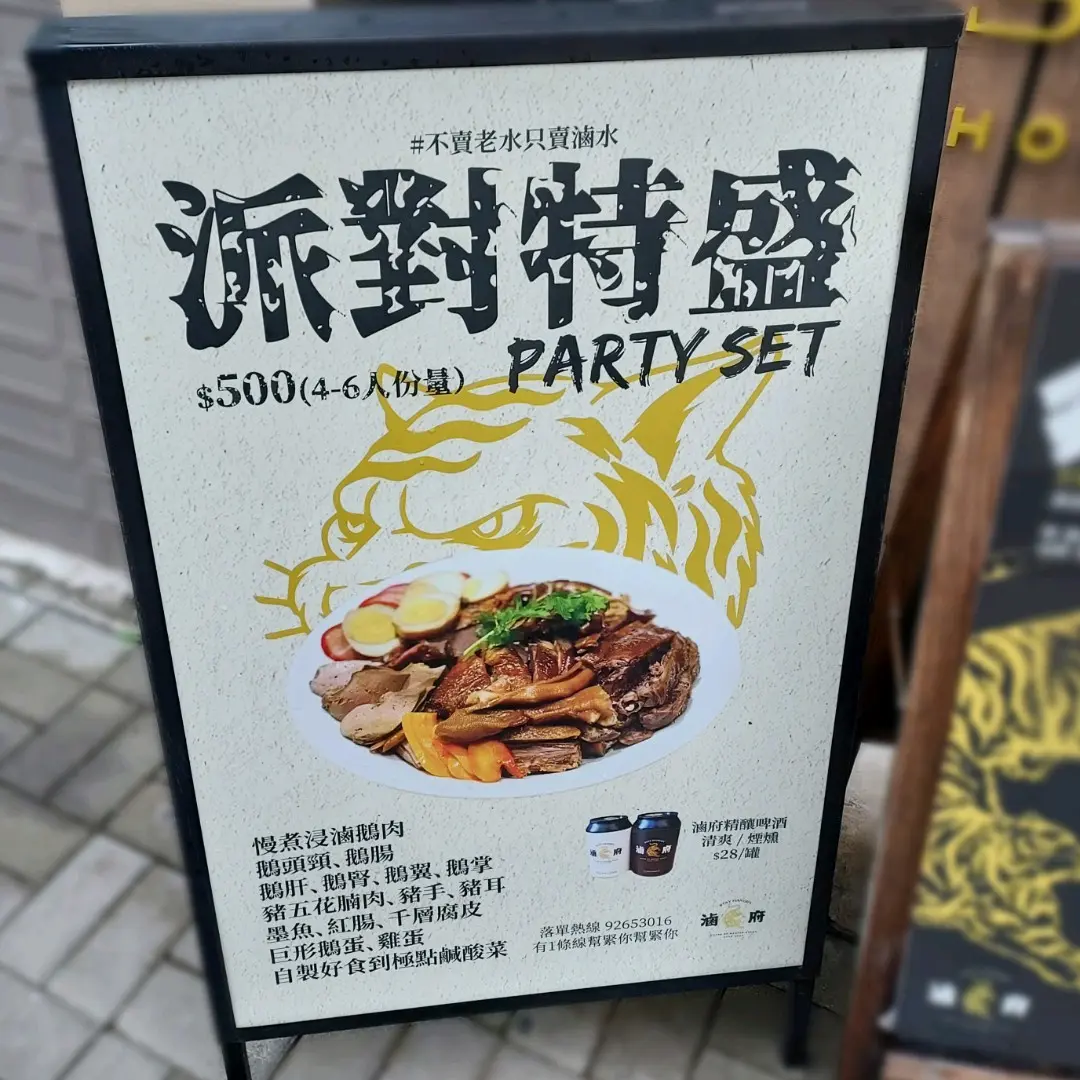 #不賣老水只賣滷水
派對特盛
PARTY SET
$500(4-6人份量)
慢煮浸滷鵝肉
鵝頭頸、鵝腸
鵝肝、鵝腎、鵝翼、鵝掌
豬五花腩肉、豬手、豬耳
墨魚、紅腸、千層腐皮
巨形鵝蛋、雞蛋
自製好食到極點鹹酸菜
滷 府
滷府精釀啤酒
清爽 / 煙燻
$28/罐
落單熱線 92653016
有1條線幫緊你幫緊你
滷 府
HO
滷 府